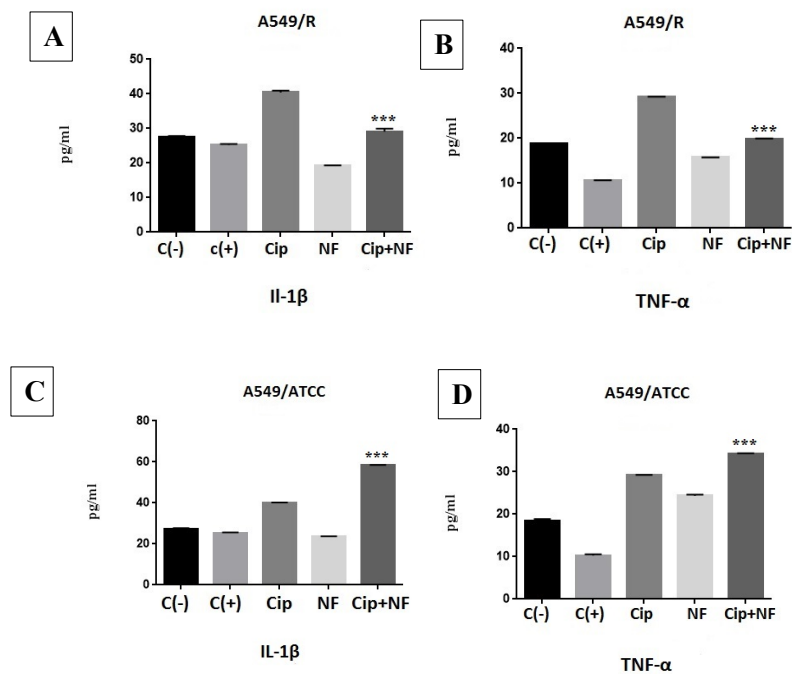 A
A549/R
pg/ml
50
40
30
20
10
0
***
C(-) c(+) Cip NF Cip+NF
Il-1β
B
A549/R
pg/ml
40
30
20
10
0
***
C(-) C(+) Cip NF Cip+NF
TNF-α
C
A549/ATCC
pg/ml
80
60
40
20
0
***
C(-) C(+) Cip NF Cip+NF
IL-1β
D
A549/ATCC
pg/ml
40
30
20
10
0
***
C(-) C(+) Cip NF Cip+NF
TNF-α